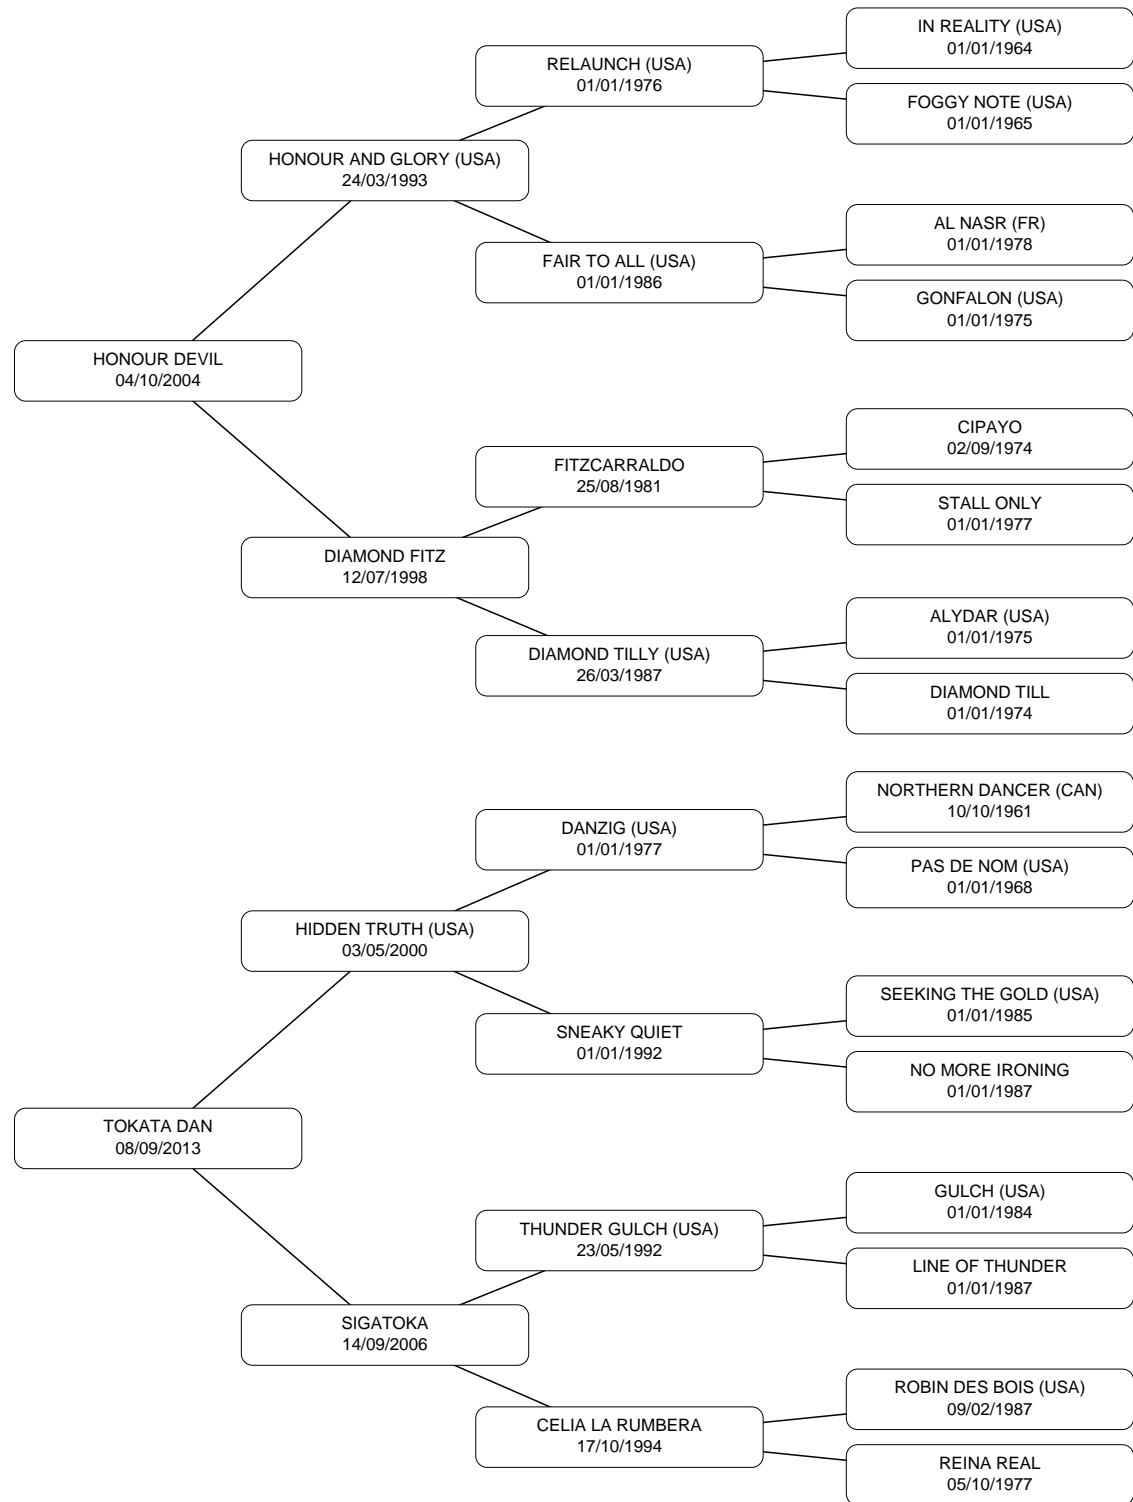 IN REALITY (USA)
01/01/1964
RELAUNCH (USA)
01/01/1976
FOGGY NOTE (USA)
01/01/1965
HONOUR AND GLORY (USA)
24/03/1993
AL NASR (FR)
01/01/1978
FAIR TO ALL (USA)
01/01/1986
GONFALON (USA)
01/01/1975
HONOUR DEVIL
04/10/2004
CIPAYO
02/09/1974
FITZCARRALDO
25/08/1981
STALL ONLY
01/01/1977
DIAMOND FITZ
12/07/1998
ALYDAR (USA)
01/01/1975
DIAMOND TILLY (USA)
26/03/1987
DIAMOND TILL
01/01/1974
NORTHERN DANCER (CAN)
10/10/1961
DANZIG (USA)
01/01/1977
PAS DE NOM (USA)
01/01/1968
HIDDEN TRUTH (USA)
03/05/2000
SEEKING THE GOLD (USA)
01/01/1985
SNEAKY QUIET
01/01/1992
NO MORE IRONING
01/01/1987
TOKATA DAN
08/09/2013
GULCH (USA)
01/01/1984
THUNDER GULCH (USA)
23/05/1992
LINE OF THUNDER
01/01/1987
SIGATOKA
14/09/2006
ROBIN DES BOIS (USA)
09/02/1987
CELIA LA RUMBERA
17/10/1994
REINA REAL
05/10/1977